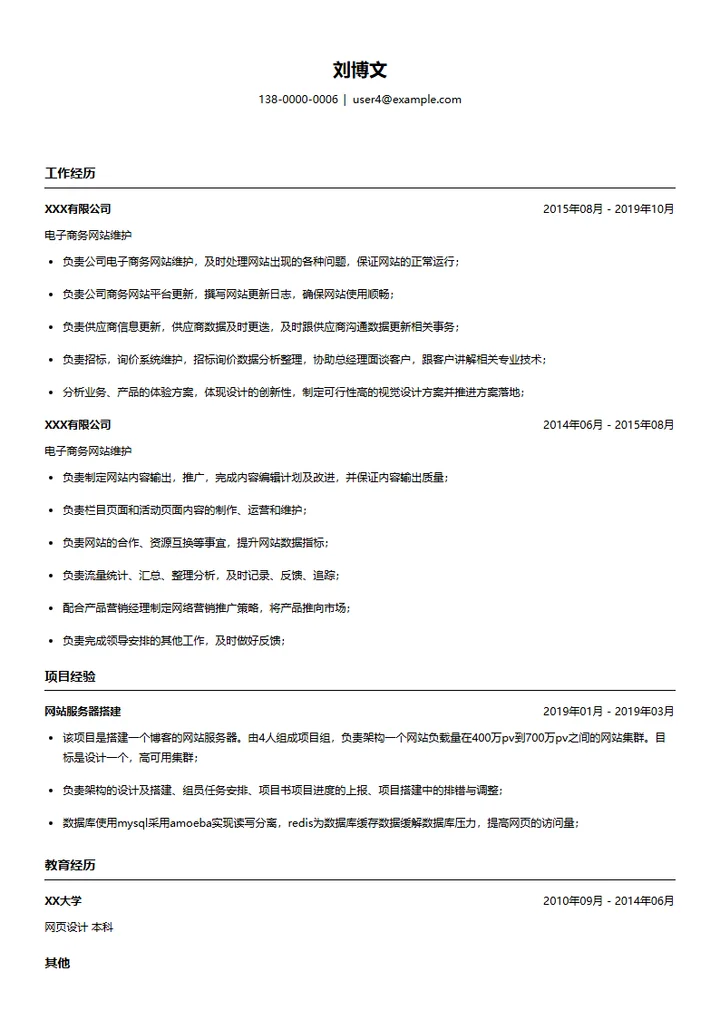 刘博文
138-0000-0006 | user4@example.com
工作经历
XXX有限公司 2015年08月 - 2019年10月
电子商务网站维护
• 负责公司电子商务网站维护，及时处理网站出现的各种问题，保证网站的正常运行；
• 负责公司商务网站平台更新，撰写网站更新日志，确保网站使用顺畅；
• 负责供应商信息更新，供应商数据及时更迭，及时跟供应商沟通数据更新相关事务；
• 负责招标，询价系统维护，招标询价数据分析整理，协助总经理面谈客户，跟客户讲解相关专业技术；
• 分析业务、产品的体验方案，体现设计的创新性，制定可行性高的视觉设计方案并推进方案落地；
XXX有限公司 2014年06月 - 2015年08月
电子商务网站维护
• 负责制定网站内容输出，推广，完成内容编辑计划及改进，并保证内容输出质量；
• 负责栏目页面和活动页面内容的制作、运营和维护；
• 负责网站的合作、资源互换等事宜，提升网站数据指标；
• 负责流量统计、汇总、整理分析，及时记录、反馈、追踪；
• 配合产品营销经理制定网络营销推广策略，将产品推向市场；
• 负责完成领导安排的其他工作，及时做好反馈；
项目经验
网站服务器搭建 2019年01月 - 2019年03月
• 该项目是搭建一个博客的网站服务器。由4人组成项目组，负责架构一个网站负载量在400万pv到700万pv之间的网站集群。目
标是设计一个，高可用集群；
• 负责架构的设计及搭建、组员任务安排、项目书项目进度的上报、项目搭建中的排错与调整；
• 数据库使用mysql采用amoeba实现读写分离，redis为数据库缓存数据缓解数据库压力，提高网页的访问量；
教育经历
XX大学 2010年09月 - 2014年06月
网页设计 本科
其他